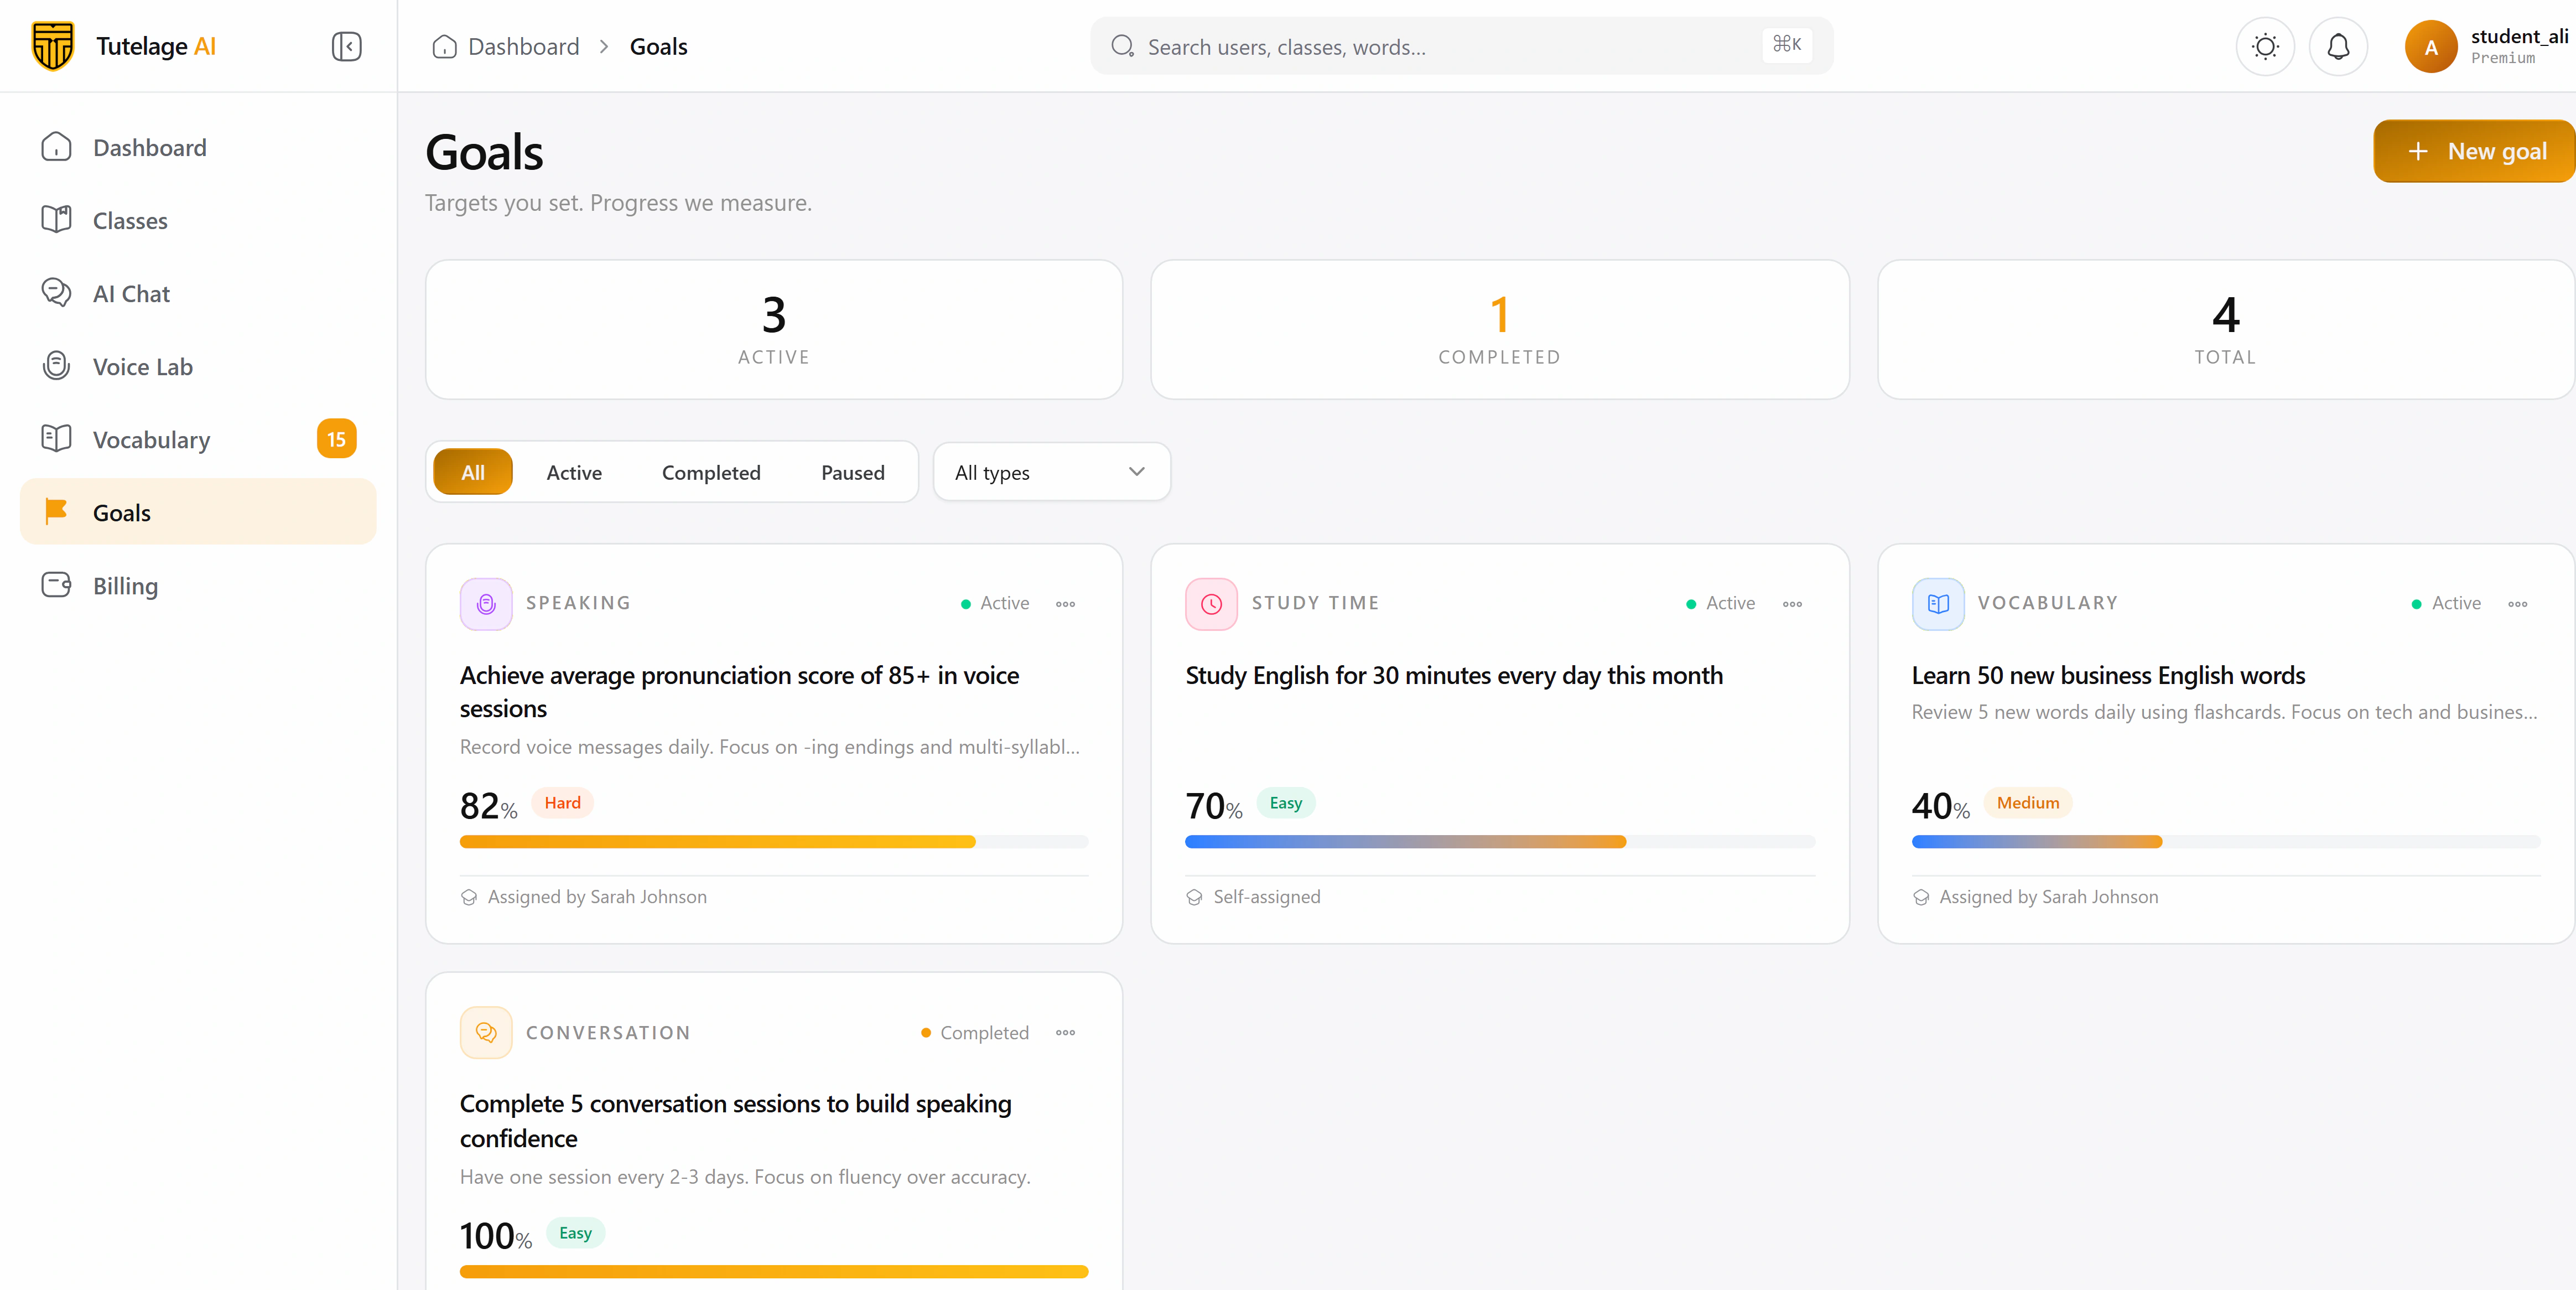 Tutelage AI
Dashboard
Goals
Search users, classes, words...
⌘K
A
student_ali
Premium
Dashboard
Classes
AI Chat
Voice Lab
Vocabulary
15
Goals
Billing
Goals
Targets you set. Progress we measure.
+ New goal
3
ACTIVE
1
COMPLETED
4
TOTAL
All
Active
Completed
Paused
All types
SPEAKING
Active
Achieve average pronunciation score of 85+ in voice
sessions
Record voice messages daily. Focus on -ing endings and multi-syllabl...
82%
Hard
Assigned by Sarah Johnson
STUDY TIME
Active
Study English for 30 minutes every day this month
70%
Easy
Self-assigned
VOCABULARY
Active
Learn 50 new business English words
Review 5 new words daily using flashcards. Focus on tech and busines...
40%
Medium
Assigned by Sarah Johnson
CONVERSATION
Completed
Complete 5 conversation sessions to build speaking
confidence
Have one session every 2-3 days. Focus on fluency over accuracy.
100%
Easy